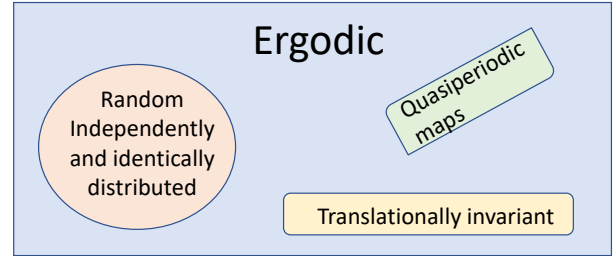 Ergodic
Random
Independently
and identically
distributed
Quasiperiodic
maps
Translationally invariant